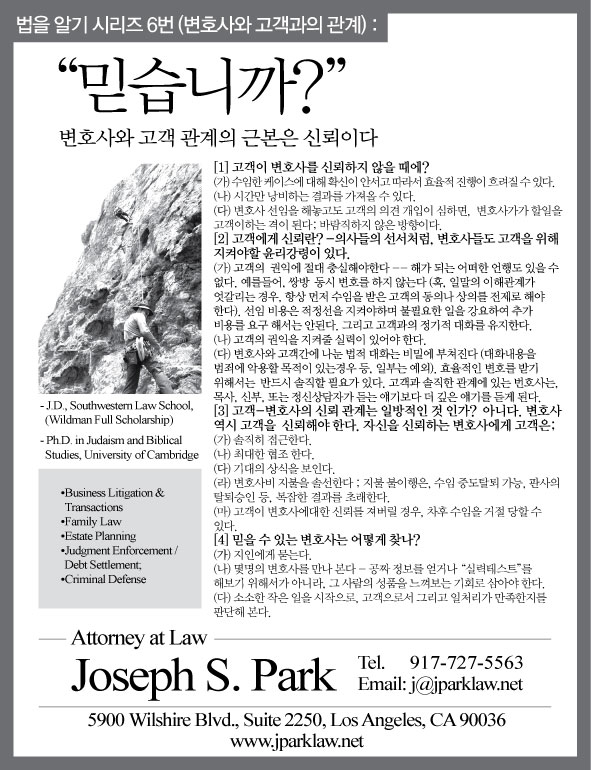 법을 알기 시리즈 6번 (변호사와 고객과의 관계) :
“믿습니까?”
변호사와 고객 관계의 근본은 신뢰이다
[1] 고객이 변호사를 신뢰하지 않을 때에?
(가) 수임한 케이스에 대해 확신이 안서고 따라서 효율적 진행이 흐려질 수 있다.
(나) 시간만 낭비하는 결과를 가져올 수 있다.
(다) 변호사 선임을 해놓고도 고객의 의견 개입이 심하면, 변호사가가 할일을
고객이하는 격이 된다; 바람직하지 않은 방향이다.
[2] 고객에게 신뢰란? -의사들의 선서처럼, 변호사들도 고객을 위해
지켜야할 윤리강령이 있다.
(가) 고객의 권익에 절대 충실해야한다 -- 해가 되는 어떠한 언행도 있을 수
없다. 예를들어, 쌍방 동시 변호를 하지 않는다 (혹, 일말의 이해관계가
엇갈리는 경우, 항상 먼저 수임을 받은 고객의 동의나 상의를 전제로 해야
한다). 선임 비용은 적정선을 지켜야하며 불필요한 일을 강요하여 추가
비용를 요구 해서는 안된다. 그리고 고객과의 정기적 대화를 유지한다.
(나) 고객의 권익을 지켜줄 실력이 있어야 한다.
(다) 변호사와 고객간에 나눈 법적 대화는 비밀에 부쳐진다 (대화내용을
범죄에 악용할 목적이 있는경우 등, 일부는 예외). 효율적인 변호를 받기
위해서는 반드시 솔직할 필요가 있다. 고객과 솔직한 관계에 있는 변호사는,
목사, 신부, 또는 정신상담자가 듣는 얘기보다 더 깊은 얘기를 듣게 된다.
[3] 고객-변호사의 신뢰 관계는 일방적인 것 인가? 아니다. 변호사
역시 고객을 신뢰해야 한다. 자신을 신뢰하는 변호사에게 고객은:
(가) 솔직히 접근한다.
(나) 최대한 협조 한다.
(다) 기대의 상식을 보인다.
(라) 변호사비 지불을 솔선한다 ; 지불 불이행은, 수임 중도탈퇴 가능, 판사의
탈퇴승인 등, 복잡한 결과를 초래한다.
(마) 고객이 변호사에대한 신뢰를 져버릴 경우, 차후 수임을 거절 당할 수
있다.
[4] 믿을 수 있는 변호사는 어떻게 찾나?
(가) 지인에게 묻는다.
(나) 몇명의 변호사를 만나 본다 - 공짜 정보를 얻거나 “실력테스트”를
해보기 위해서가 아니라, 그 사람의 성품을 느껴보는 기회로 삼아야 한다.
(다) 소소한 작은 일을 시작으로, 고객으로서 그리고 일처리가 만족한지를
판단해 본다.
- J.D., Southwestern Law School,
(Wildman Full Scholarship)
- Ph.D. in Judaism and Biblical
Studies, University of Cambridge
•Business Litigation &
Transactions
•Family Law
•Estate Planning
•Judgment Enforcement /
Debt Settlement;
•Criminal Defense
Attorney at Law
Joseph S. Park
Tel. 917-727-5563
Email: j@jparklaw.net
5900 Wilshire Blvd., Suite 2250, Los Angeles, CA 90036
www.jparklaw.net